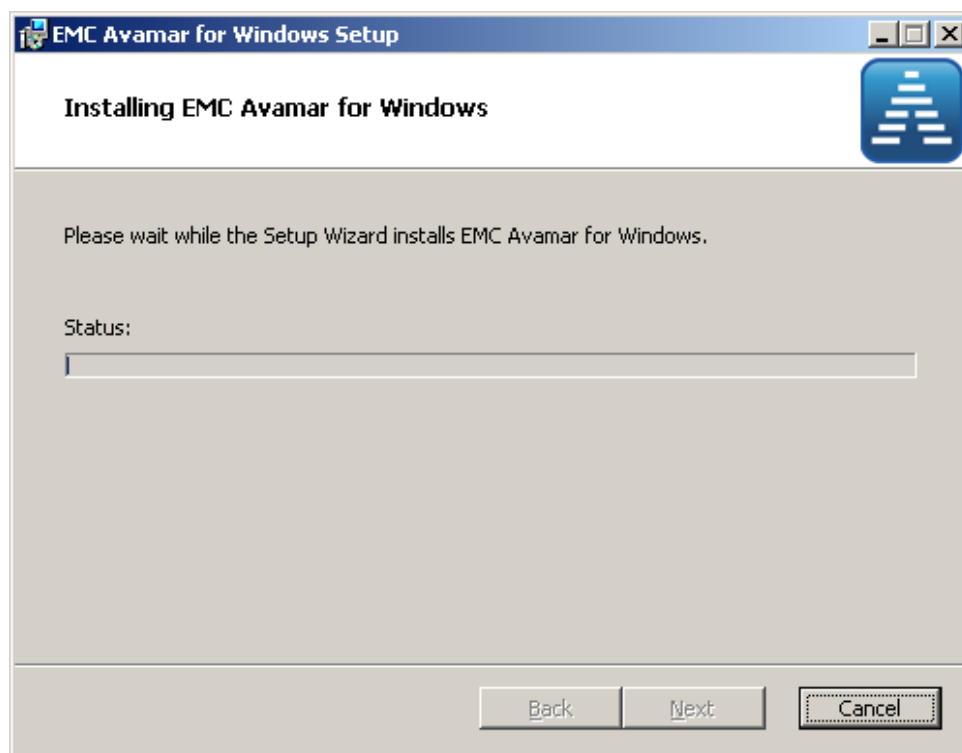 EMC Avamar for Windows Setup
Installing EMC Avamar for Windows
Please wait while the Setup Wizard installs EMC Avamar for Windows.
Status:
Back Next Cancel